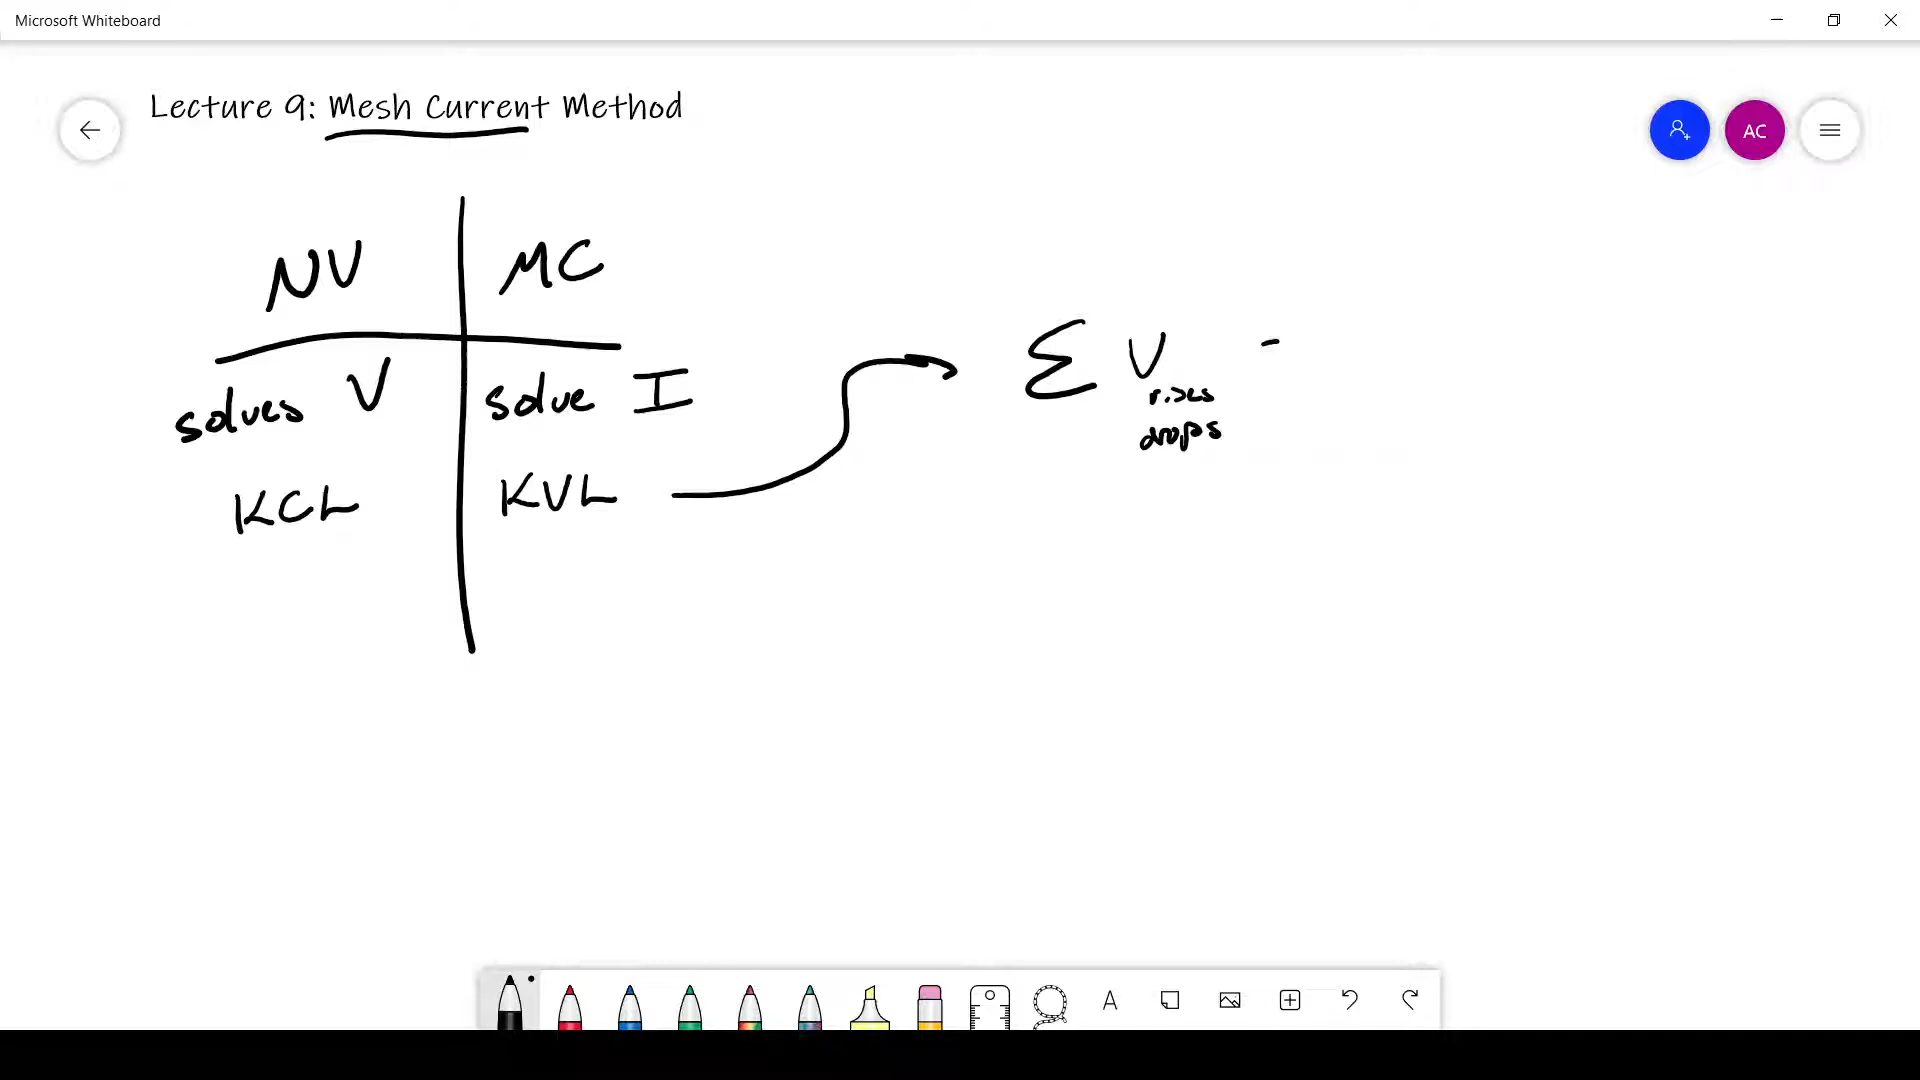 Microsoft Whiteboard
Lecture 9: Mesh Current Method
AC
NV MC
solves V solve I
KCL KVL
Σ V -
rises
drops
A